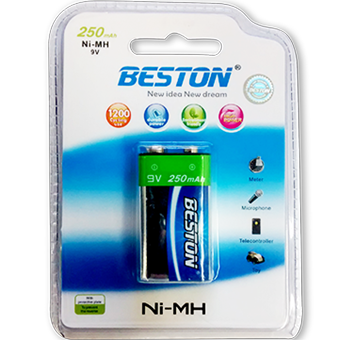 250mAh
Ni-MH
9V
BESTON®
New idea New dream
1200
9V 250mAh
BESTON
Meter
Microphone
Telecontroller
Toy
Ni-MH